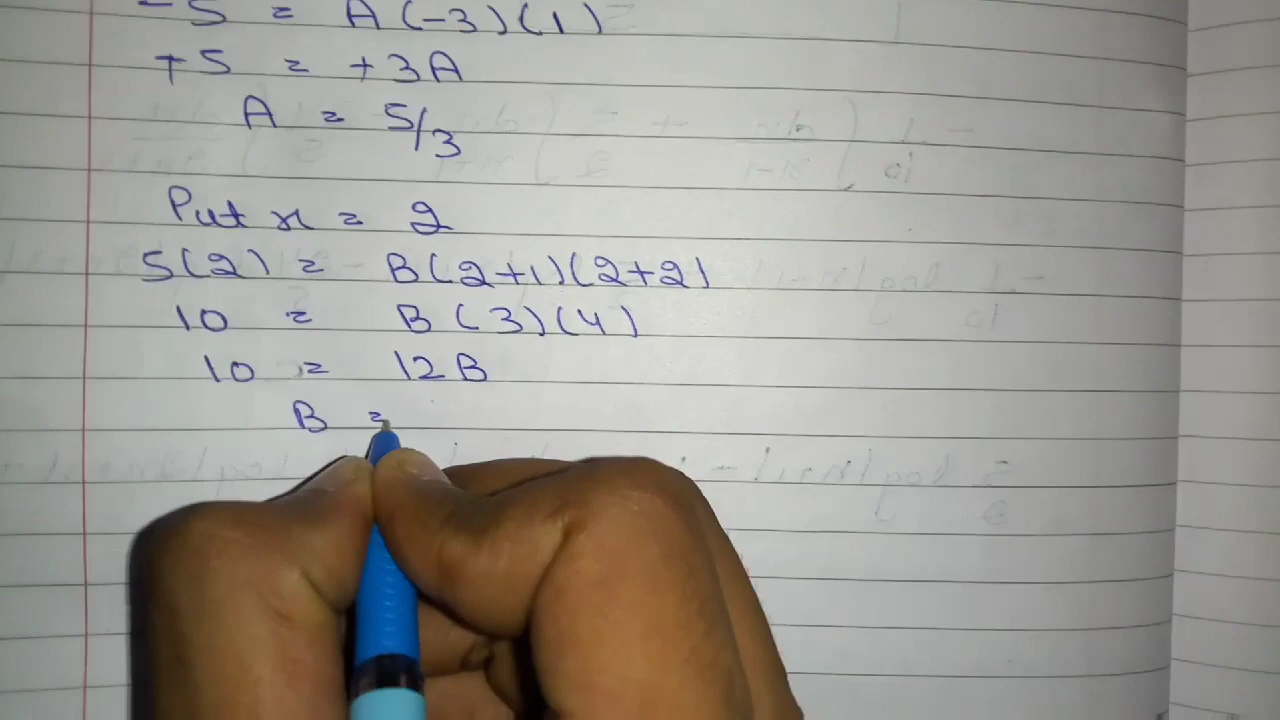 -5 = A(-3)(1)
+5 = +3A
A = 5/3
Put x = 2
5(2) = B(2+1)(2+2)
10 = B(3)(4)
10 = 12B
B =